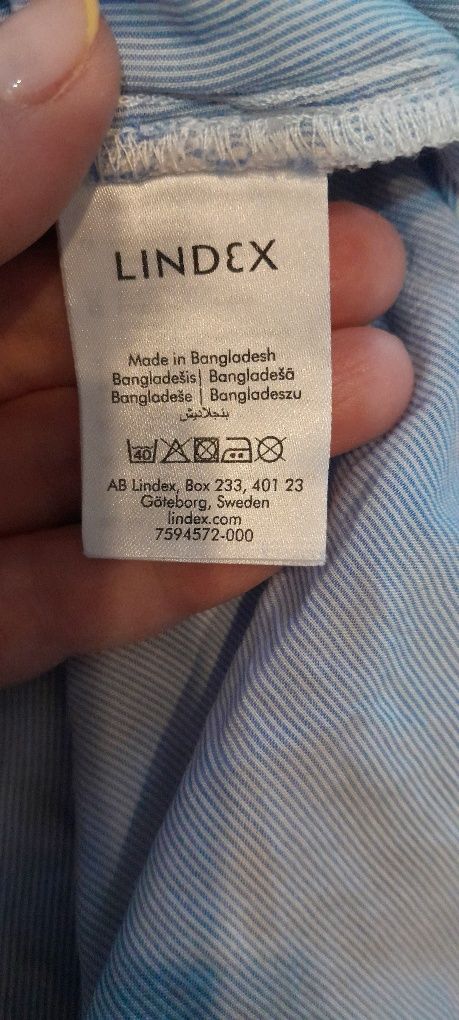 LINDEX
Made in Bangladesh
Bangladešis | Bangladešā
Bangladeše | Bangladeszu
بنجلاديش
40
AB Lindex, Box 233, 401 23
Göteborg, Sweden
lindex.com
7594572-000